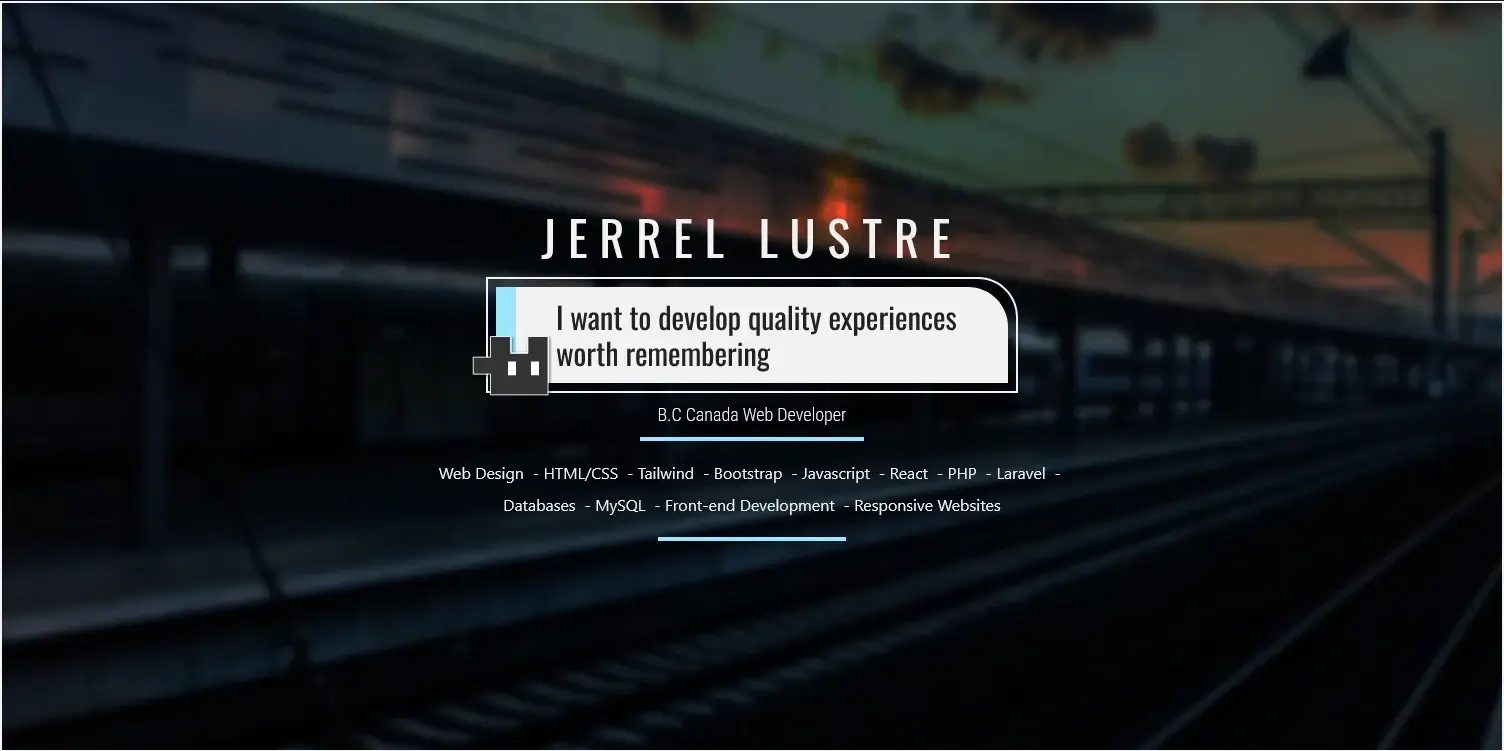 JERREL LUSTRE
I want to develop quality experiences
worth remembering
B.C Canada Web Developer
Web Design - HTML/CSS - Tailwind - Bootstrap - Javascript - React - PHP - Laravel -
Databases - MySQL - Front-end Development - Responsive Websites